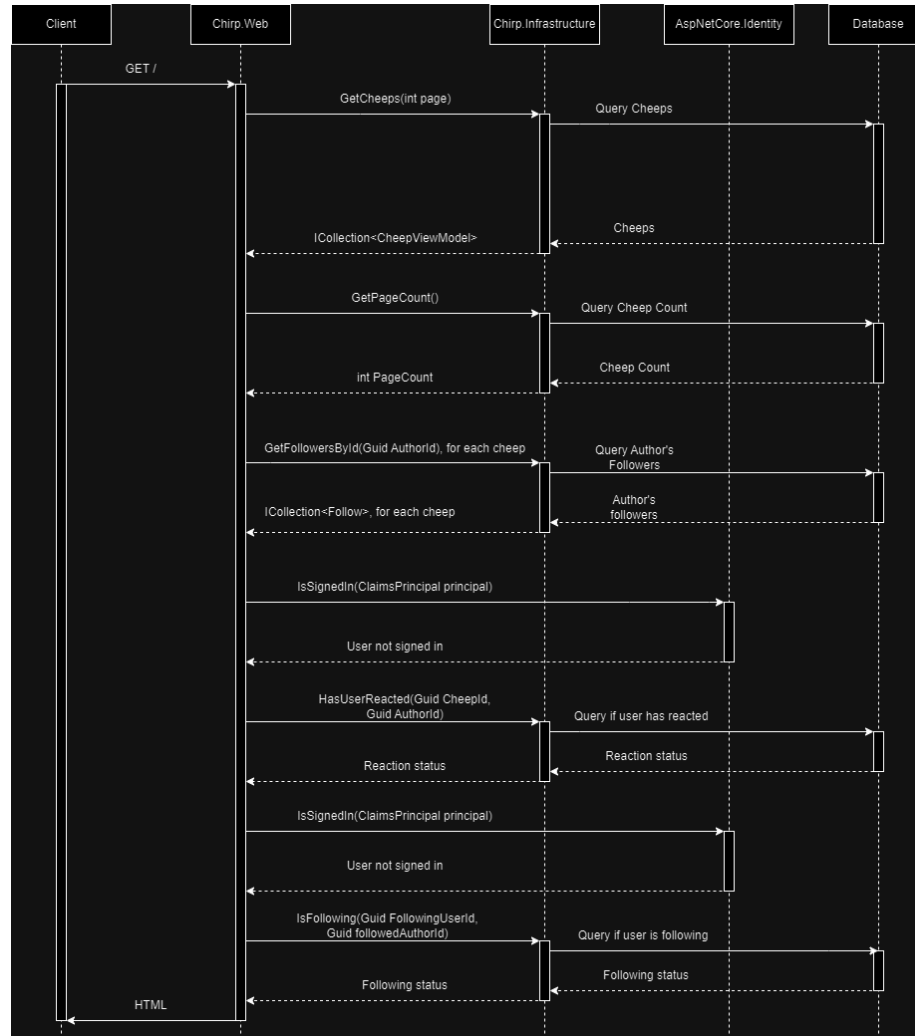 Client
Chirp.Web
Chirp.Infrastructure
AspNetCore.Identity
Database
GET /
GetCheeps(int page)
Query Cheeps
Cheeps
ICollection<CheepViewModel>
GetPageCount()
Query Cheep Count
Cheep Count
int PageCount
GetFollowersById(Guid AuthorId), for each cheep
Query Author's
Followers
Author's
followers
ICollection<Follow>, for each cheep
IsSignedIn(ClaimsPrincipal principal)
User not signed in
HasUserReacted(Guid CheepId,
Guid AuthorId)
Query if user has reacted
Reaction status
Reaction status
IsSignedIn(ClaimsPrincipal principal)
User not signed in
IsFollowing(Guid FollowingUserId,
Guid followedAuthorId)
Query if user is following
Following status
Following status
HTML